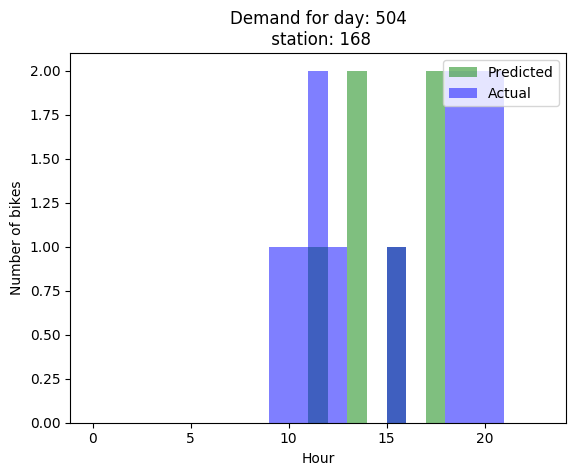 Demand for day: 504
station: 168
Predicted
Actual
2.00
1.75
1.50
1.25
1.00
0.75
0.50
0.25
0.00
Number of bikes
0 5 10 15 20
Hour